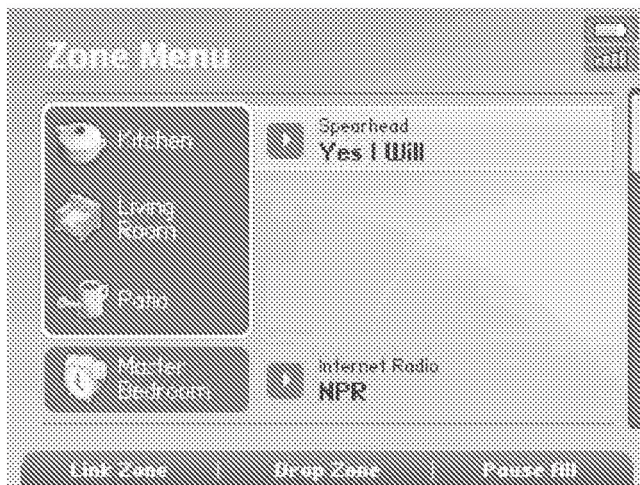 Zone Menu
Kitchen
Spearhead
Yes I Will
Living
Room
Patio
Master
Bedroom
Internet Radio
NPR
Link Zone
Drop Zone
Pause All